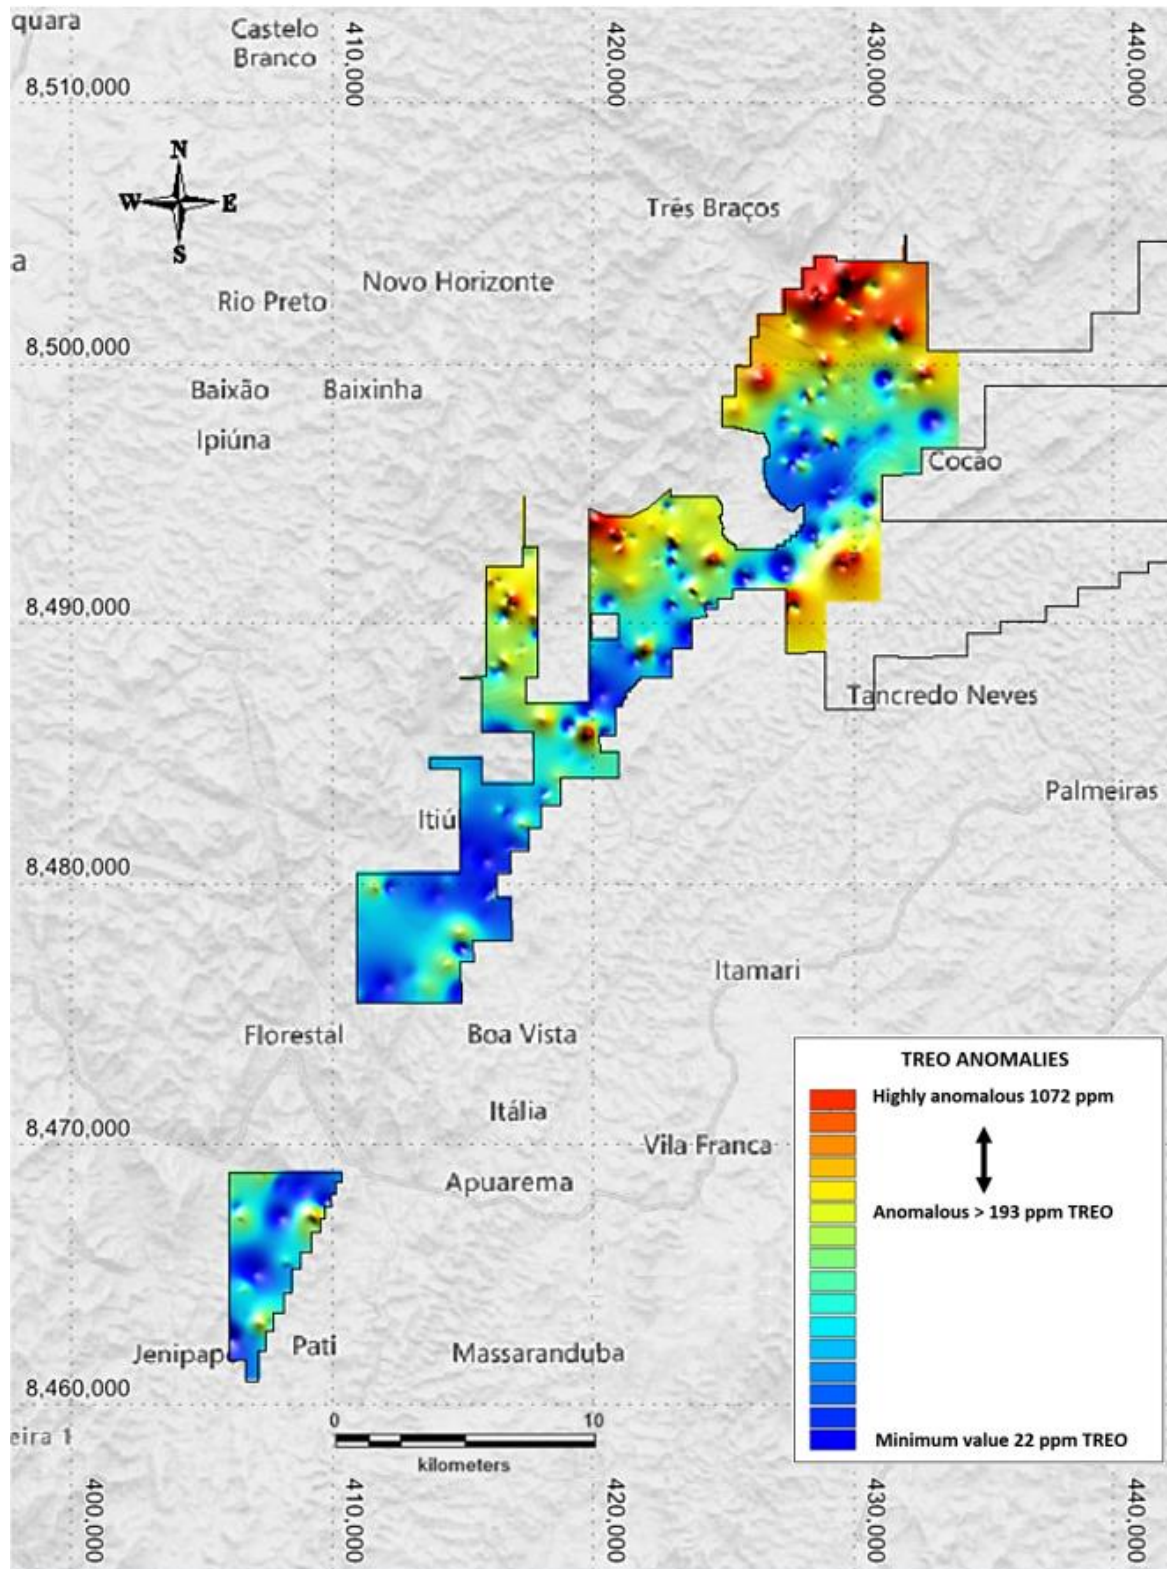 quara
Castelo
Branco
410,000
420,000
430,000
440,000
8,510,000
N
W
E
S
Três Braços
a
Novo Horizonte
Rio Preto
8,500,000
Baixão
Baixinha
Ipiúna
Cocão
8,490,000
Tancredo Neves
Palmeiras
Itiú
8,480,000
Itamari
Florestal
Boa Vista
TREO ANOMALIES
Highly anomalous 1072 ppm
Itália
8,470,000
Vila Franca
Apuarema
Anomalous > 193 ppm TREO
Jenipap
Pati
Massaranduba
8,460,000
0
10
kilometers
eira 1
Minimum value 22 ppm TREO
400,000
410,000
420,000
430,000
440,000